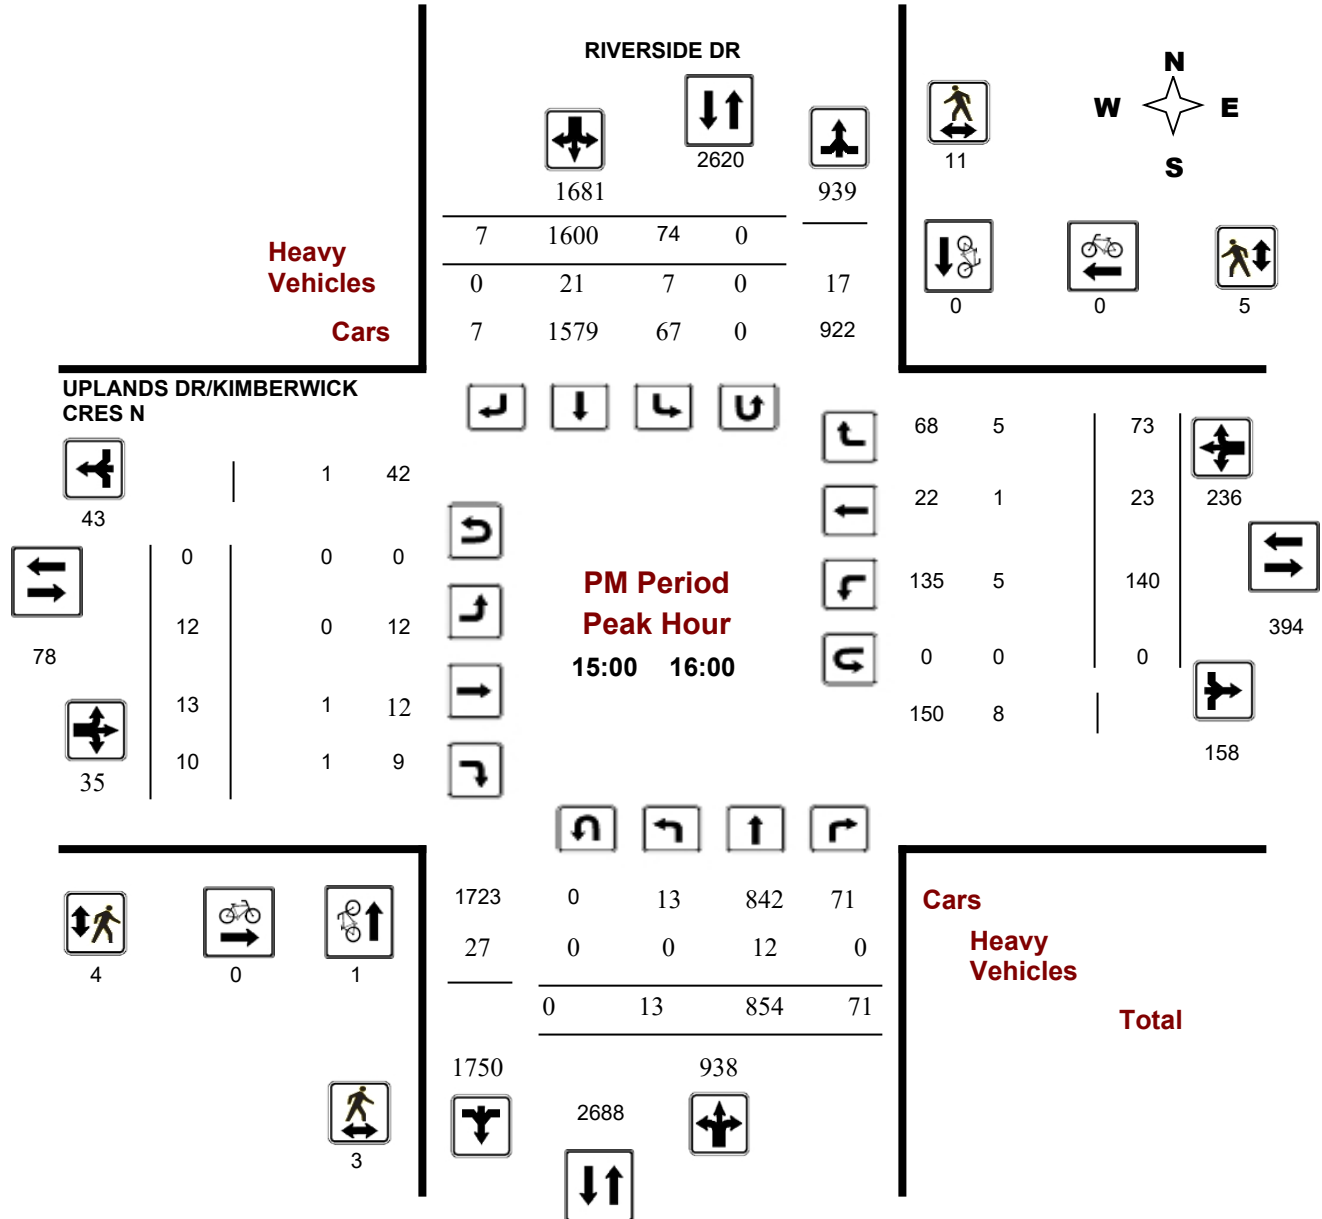 RIVERSIDE DR
N
W E
S
2620
11
1681 939
7 1600 74 0
Heavy
Vehicles 0 21 7 0 17
0 0 5
Cars 7 1579 67 0 922
UPLANDS DR/KIMBERWICK
CRES N
68 5 73
1 42
22 1 23 236
43
0 0 0
PM Period
135 5 140
Peak Hour
12 0 12
394
78
15:00 16:00
0 0 0
13 1 12
150 8
158
10 1 9
35
1723 0 13 842 71 Cars
27 0 0 12 0 Heavy
Vehicles
4 0 1
0 13 854 71
Total
1750 938
2688
3